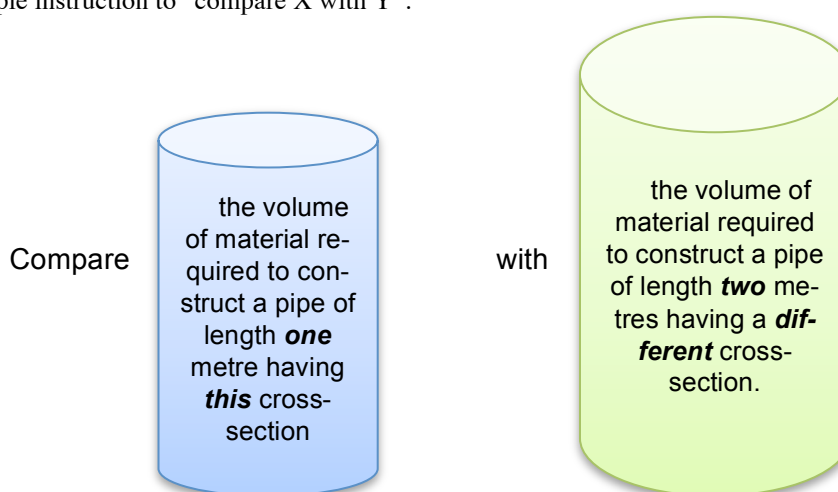 ple instruction to "compare X with Y".
Compare
the volume
of material re-
quired to con-
struct a pipe of
length one
metre having
this cross-
section
with
the volume of
material required
to construct a pipe
of length two me-
tres having a dif-
ferent cross-
section.